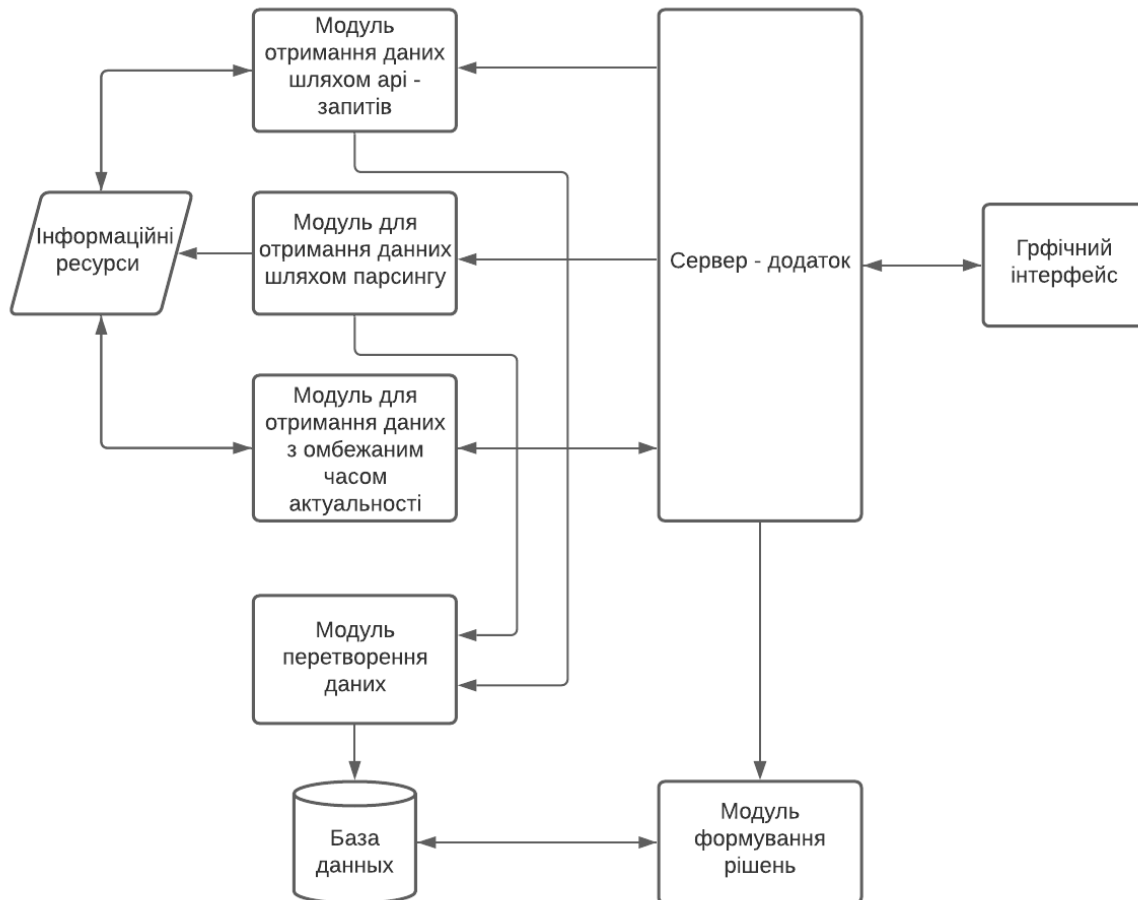 Модуль
отримання даних
шляхом арі -
запитів
Інформаційні
ресурси
Модуль для
отримання данних
шляхом парсингу
Сервер - додаток
Грфічний
інтерфейс
Модуль для
отримання даних
з омбежаним
часом
актуальності
Модуль
перетворення
даних
База
данных
Модуль
формування
рішень